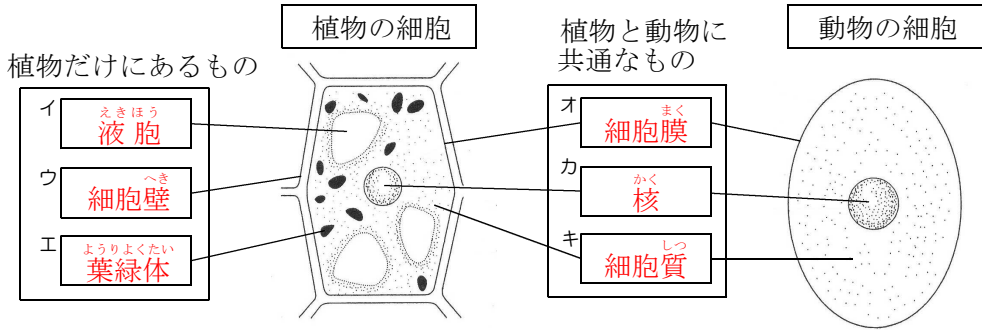 植物の細胞
植物と動物に
共通なもの
動物の細胞
植物だけにあるもの
イ
えきほう
液胞
ウ
へき
細胞壁
エ
ようりよくたい
葉緑体
オ
まく
細胞膜
カ
かく
核
キ
しつ
細胞質